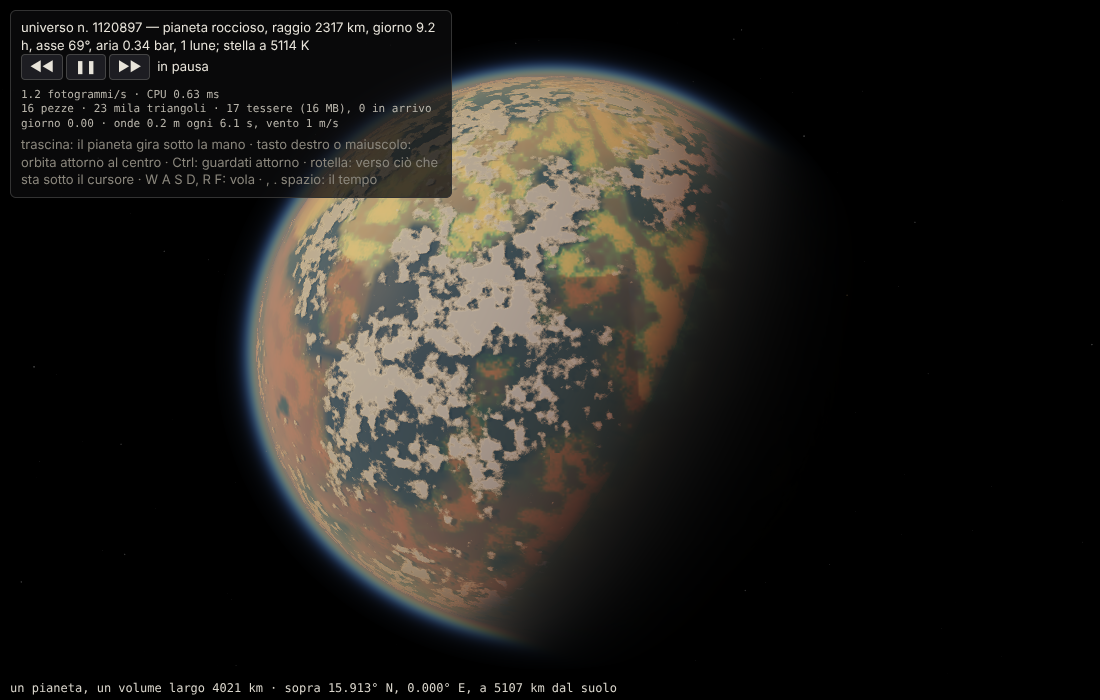 universo n. 1120897 — pianeta roccioso, raggio 2317 km, giorno 9.2
h, asse 69°, aria 0.34 bar, 1 lune; stella a 5114 K
in pausa
1.2 fotogrammi/s · CPU 0.63 ms
16 pezze · 23 mila triangoli · 17 tessere (16 MB), 0 in arrivo
giorno 0.00 · onde 0.2 m ogni 6.1 s, vento 1 m/s
trascina: il pianeta gira sotto la mano · tasto destro o maiuscolo:
orbita attorno al centro · Ctrl: guardati attorno · rotella: verso ciò che
sta sotto il cursore · W A S D, R F: vola · , . spazio: il tempo
un pianeta, un volume largo 4021 km · sopra 15.913° N, 0.000° E, a 5107 km dal suolo